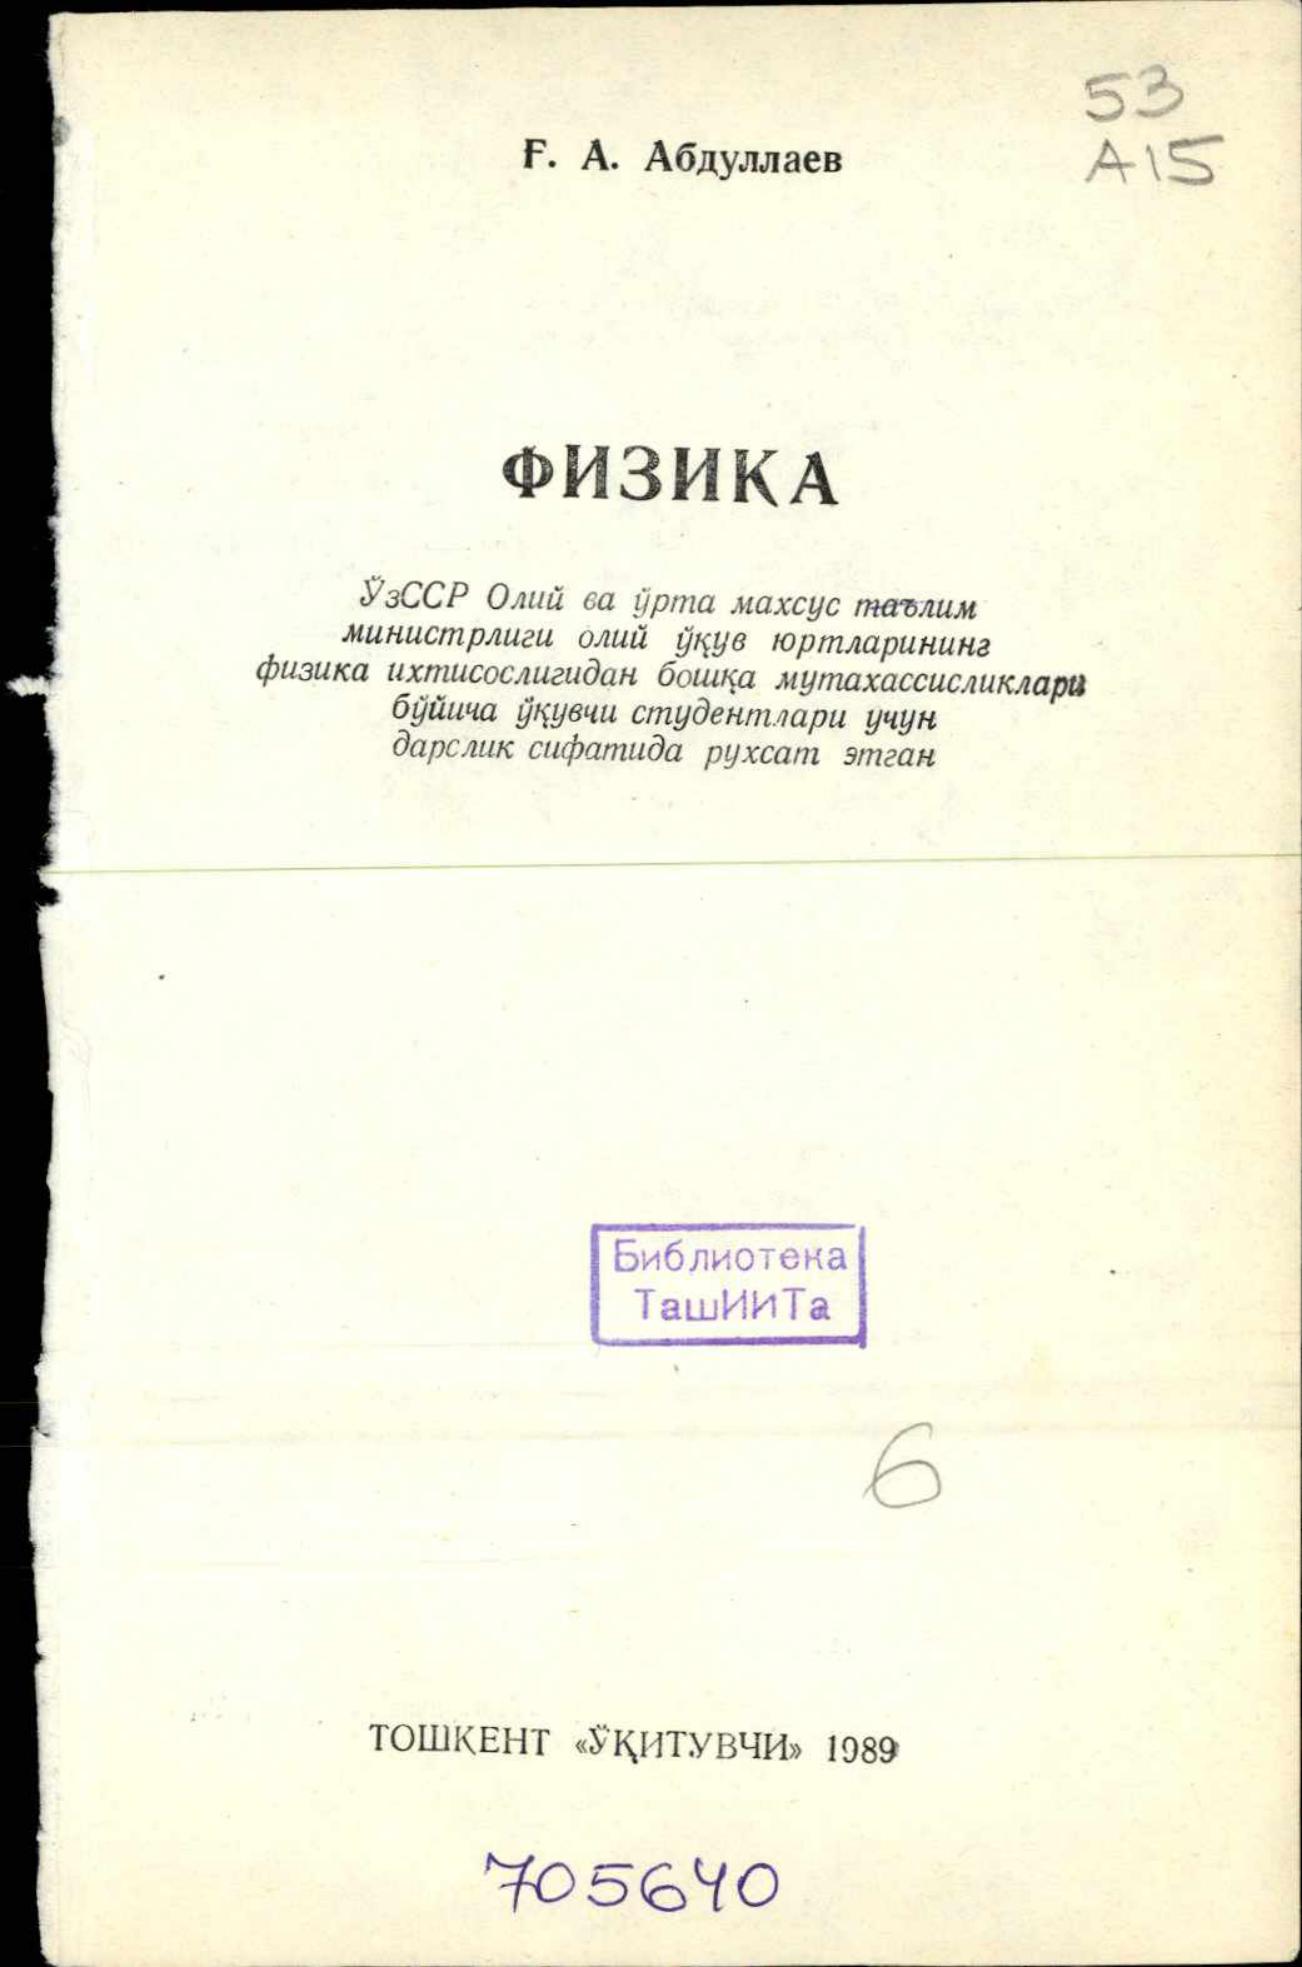 53
А15
Ғ. А. Абдуллаев
ФИЗИКА
ЎзССР Олий ва ўрта махсус таълим
министрлиги олий ўқув юртларининг
физика ихтисослигидан бошқа мутахассисликлари
бўйича ўқувчи студентлари учун
дарслик сифатида рухсат этган
Библиотека
ТашИИТа
6
ТОШКЕНТ «ЎҚИТУВЧИ» 1989
705640